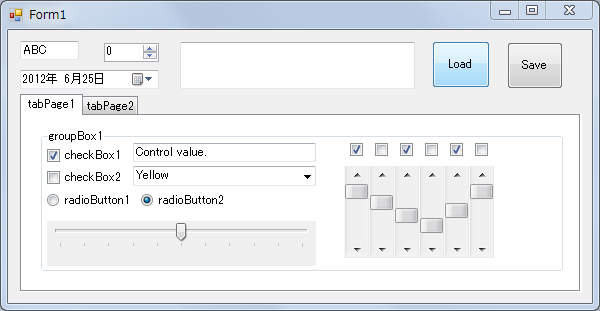 Form1
ABC
0
Load
Save
2012年 6月25日
tabPage1 tabPage2
groupBox1
checkBox1 Control value.
checkBox2 Yellow
radioButton1 radioButton2